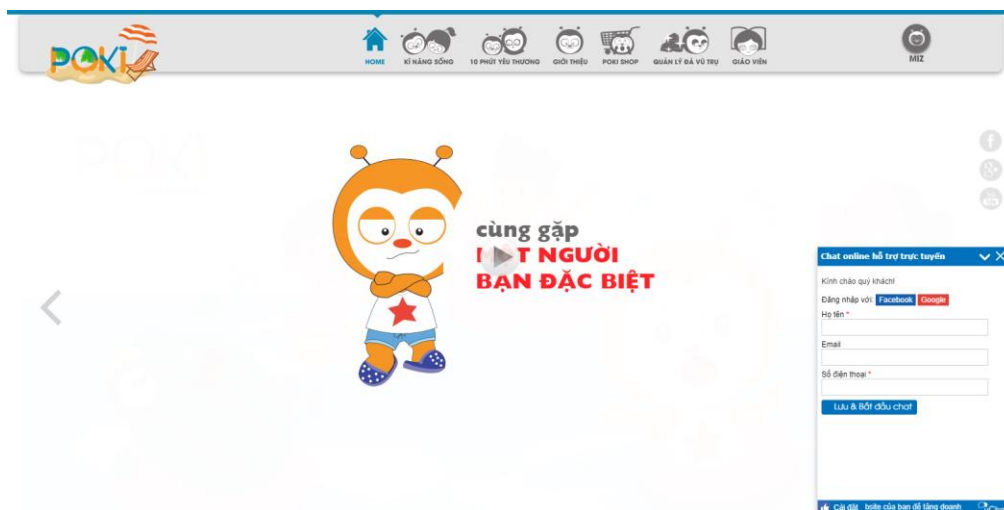 POKI
HOME
KĨ NĂNG SỐNG
10 PHÚT YÊU THƯƠNG
GIỚI THIỆU
POKI SHOP
QUẢN LÝ ĐẢ VŨ TRỤ
GIÁO VIÊN
MIZ
cùng gặp
T NGƯỜI
BẠN ĐẶC BIỆT
Chat online hỗ trợ trực tuyến
Kính chào quý khách!
Đăng nhập với: Facebook Google
Họ tên *
Email
Số điện thoại *
Lưu & Bắt đầu chat
Cài đặt bsite của bạn để tăng doanh